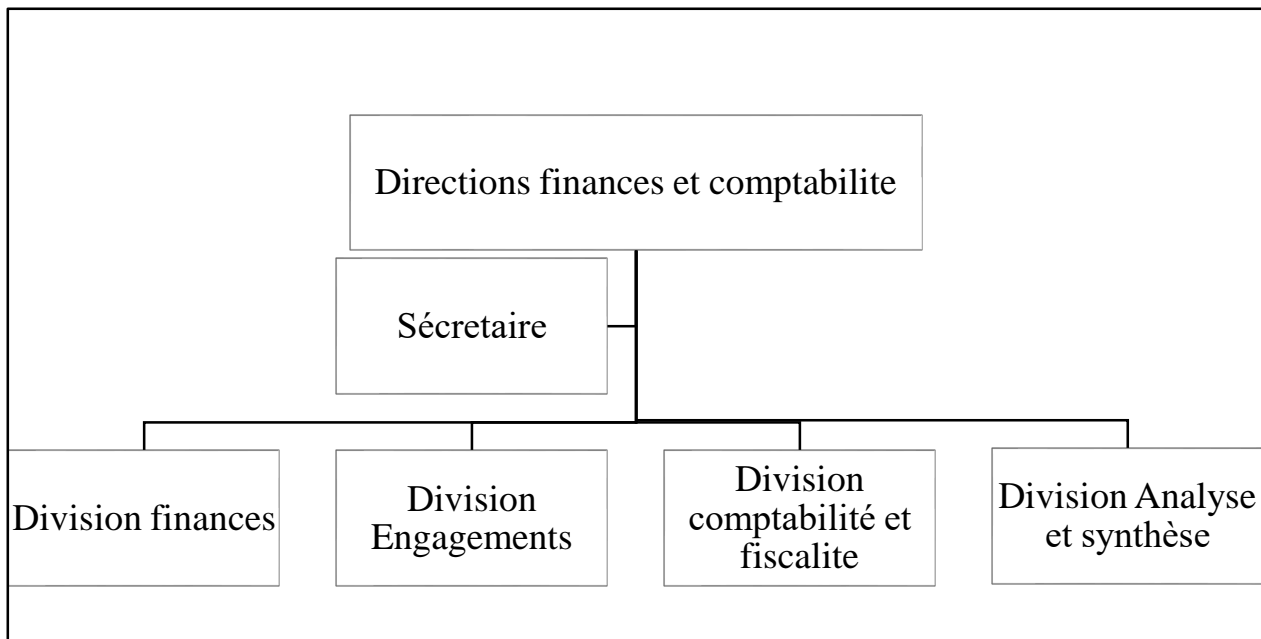 Directions finances et comptabilite
Sécretaire
Division finances
Division
Engagements
Division
comptabilité et
fiscalite
Division Analyse
et synthèse